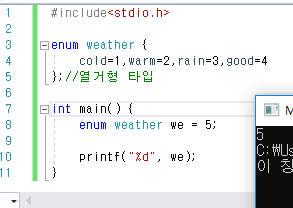 1 #include<stdio.h>
2
3 enum weather {
4 cold=1,warm=2,rain=3,good=4
5 };//열거형 타입
6
7 int main() {
8 enum weather we = 5;
9
10 printf("%d", we);
11 }
5
C:\Us
이 창